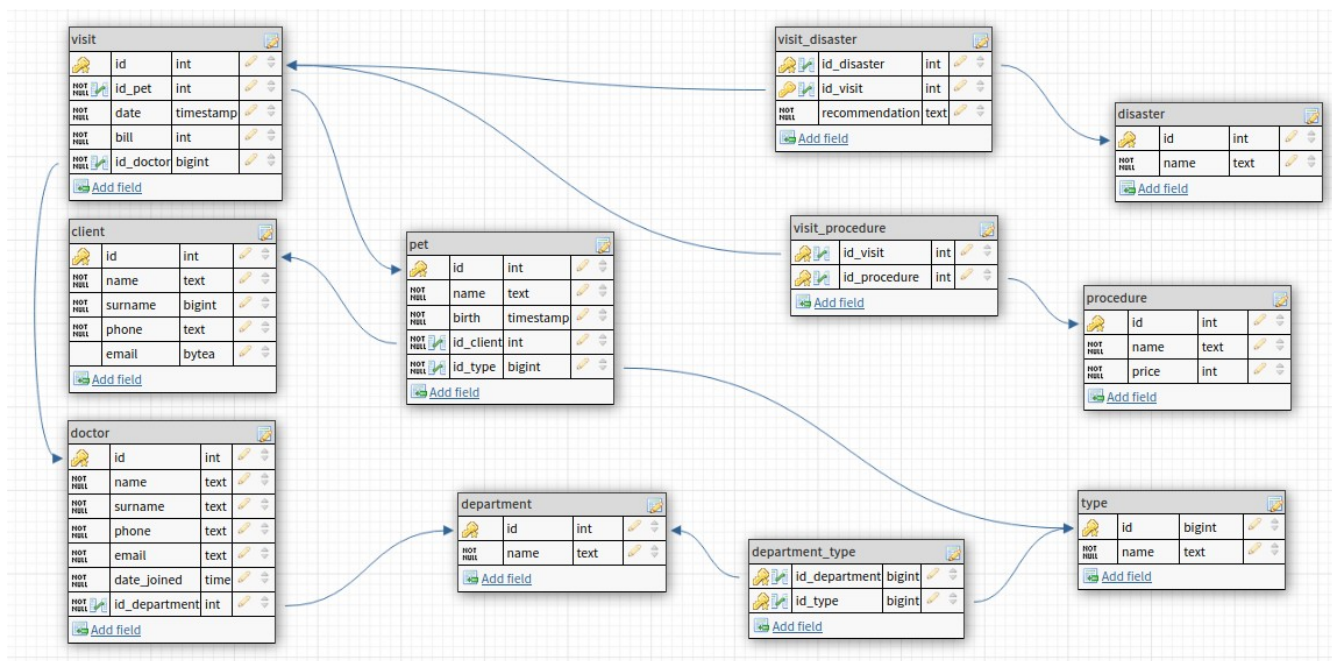 visit
id int
NOT NULL id_pet int
NOT NULL date timestamp
NOT NULL bill int
NOT NULL id_doctor bigint
Add field
client
id int
NOT NULL name text
NOT NULL surname bigint
NOT NULL phone text
email bytea
Add field
doctor
id int
NOT NULL name text
NOT NULL surname text
NOT NULL phone text
NOT NULL email text
NOT NULL date_joined time
NOT NULL id_department int
Add field
pet
id int
NOT NULL name text
NOT NULL birth timestamp
NOT NULL id_client int
NOT NULL id_type bigint
Add field
department
id int
NOT NULL name text
Add field
visit_disaster
id_disaster int
id_visit int
NOT NULL recommendation text
Add field
disaster
id int
NOT NULL name text
Add field
visit_procedure
id_visit int
id_procedure int
Add field
procedure
id int
NOT NULL name text
NOT NULL price int
Add field
department_type
id_department bigint
id_type bigint
Add field
type
id bigint
NOT NULL name text
Add field